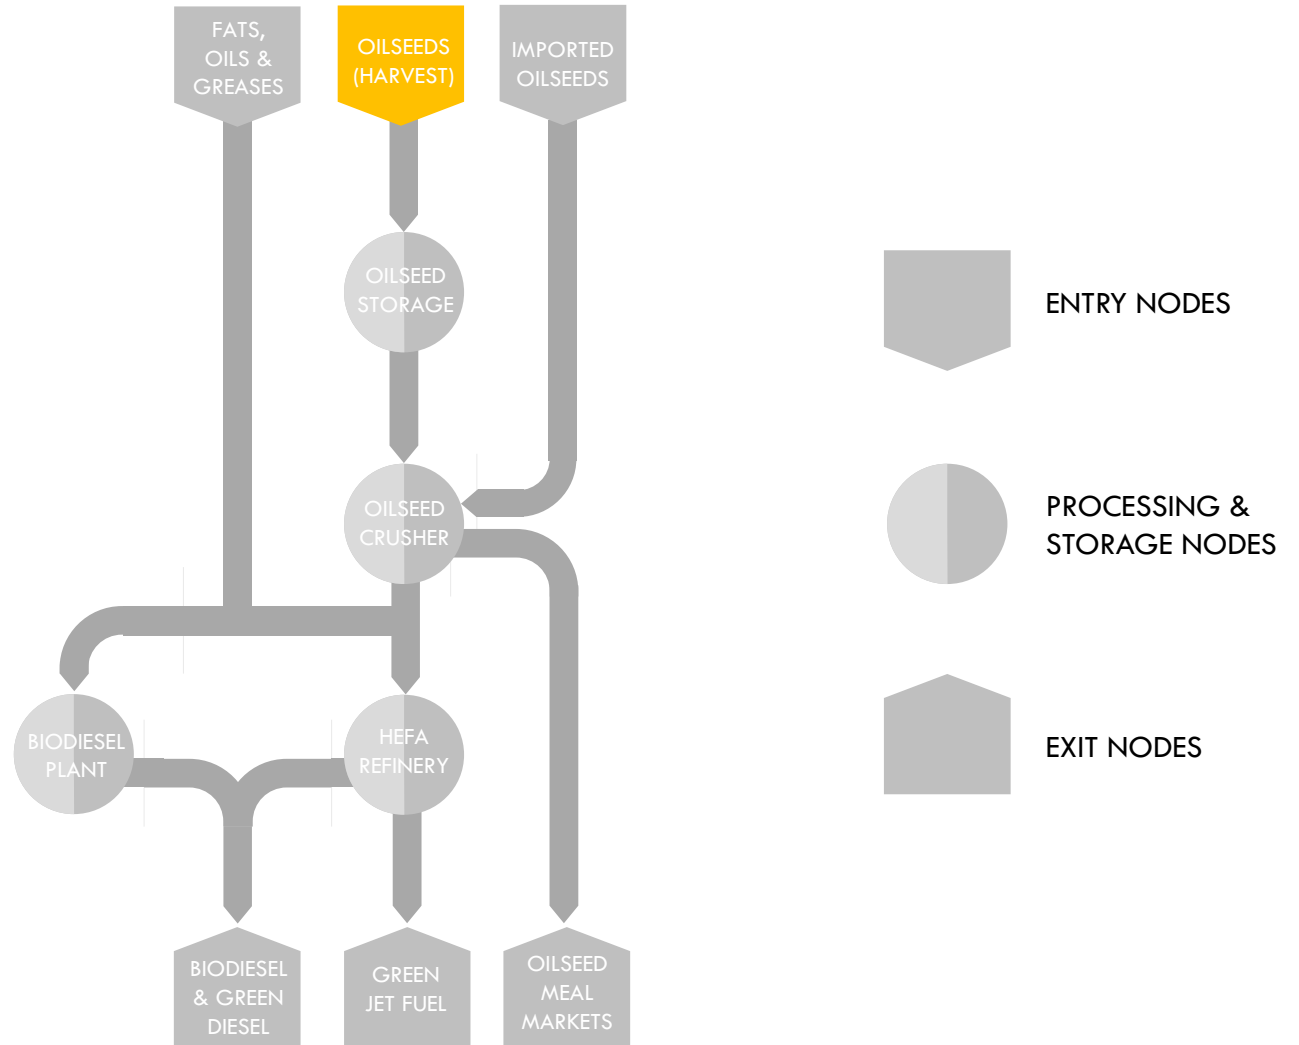 FATS,
OILS &
GREASES
OILSEEDS
(HARVEST)
IMPORTED
OILSEEDS
OILSEED
STORAGE
ENTRY NODES
OILSEED
CRUSHER
PROCESSING &
STORAGE NODES
BIODIESEL
PLANT
HEFA
REFINERY
EXIT NODES
BIODIESEL
& GREEN
DIESEL
GREEN
JET FUEL
OILSEED
MEAL
MARKETS